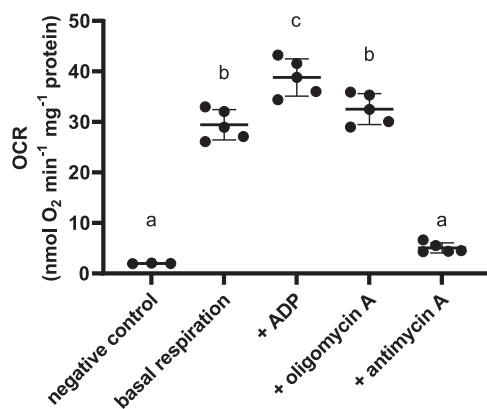 OCR
(nmol O₂ min⁻¹ mg⁻¹ protein)
50
40
30
20
10
0
a
b
c
b
a
negative control
basal respiration
+ ADP
+ oligomycin A
+ antimycin A